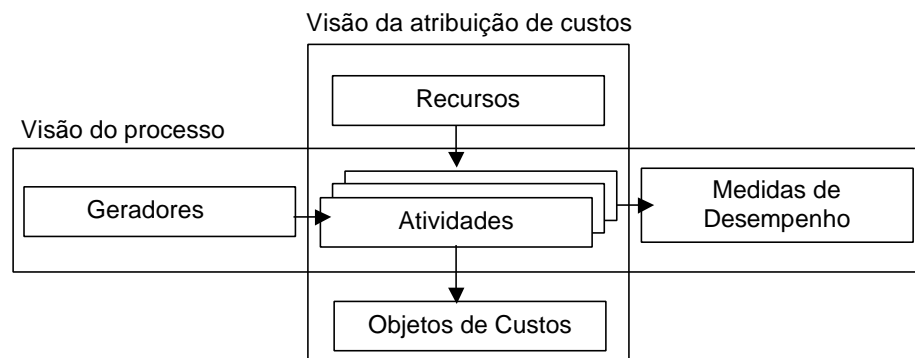 Visão da atribuição de custos
Recursos
Visão do processo
Geradores
Atividades
Medidas de
Desempenho
Objetos de Custos